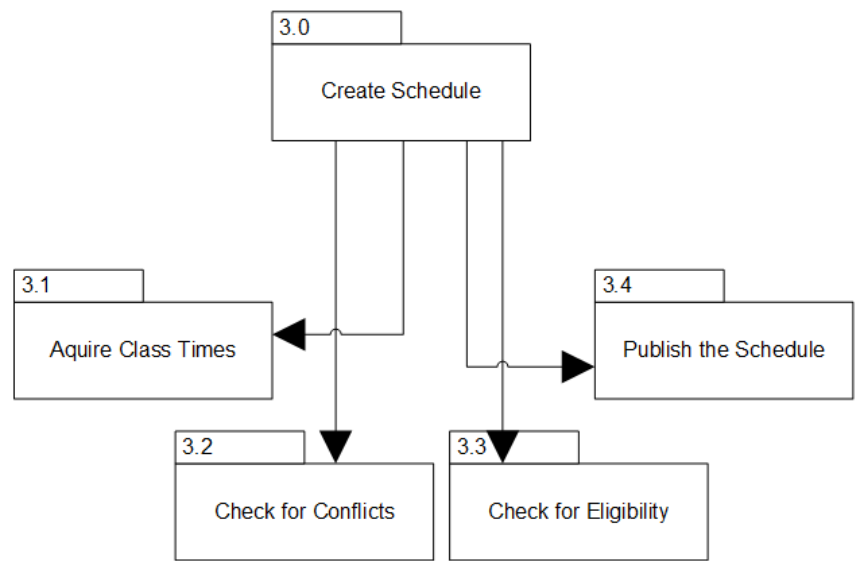 3.0
Create Schedule
3.1
Aquire Class Times
3.4
Publish the Schedule
3.2
Check for Conflicts
3.3
Check for Eligibility